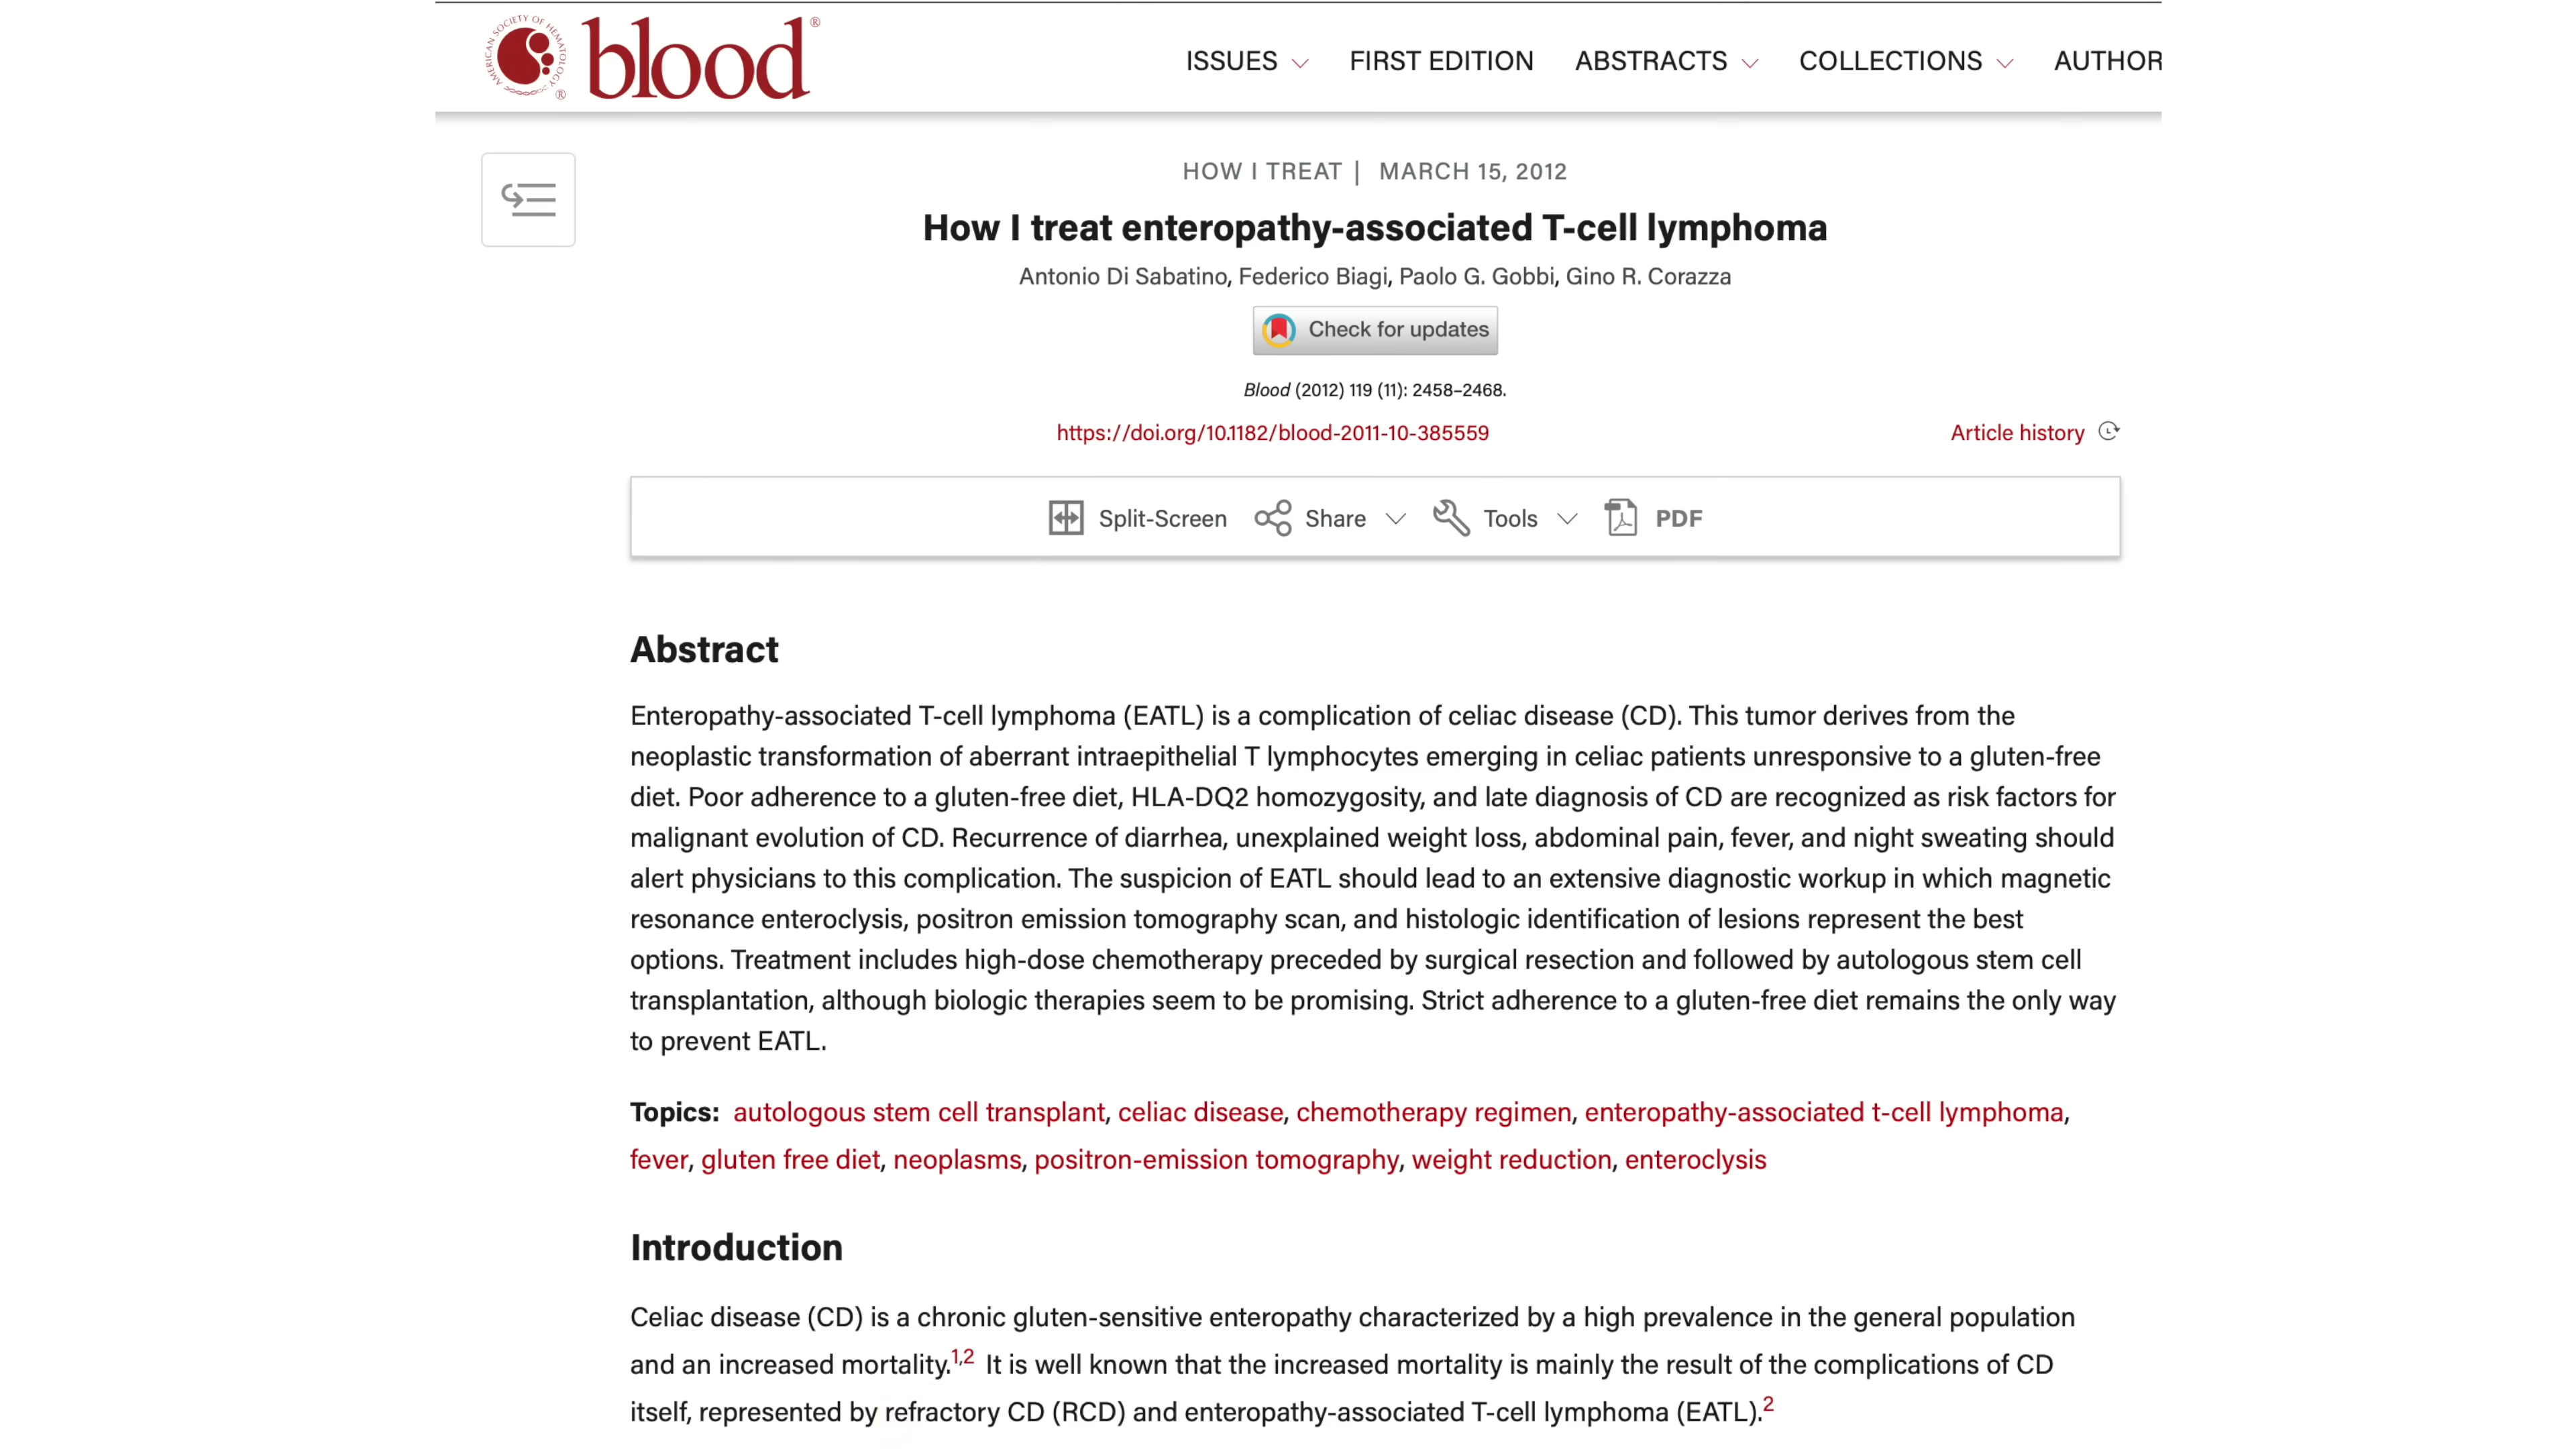 AMERICAN SOCIETY OF HEMATOLOGY ®
blood®
ISSUES FIRST EDITION ABSTRACTS COLLECTIONS AUTHOR
HOW I TREAT | MARCH 15, 2012
How I treat enteropathy-associated T-cell lymphoma
Antonio Di Sabatino, Federico Biagi, Paolo G. Gobbi, Gino R. Corazza
Check for updates
Blood (2012) 119 (11): 2458–2468.
https://doi.org/10.1182/blood-2011-10-385559 Article history
Split-Screen Share Tools PDF
Abstract
Enteropathy-associated T-cell lymphoma (EATL) is a complication of celiac disease (CD). This tumor derives from the
neoplastic transformation of aberrant intraepithelial T lymphocytes emerging in celiac patients unresponsive to a gluten-free
diet. Poor adherence to a gluten-free diet, HLA-DQ2 homozygosity, and late diagnosis of CD are recognized as risk factors for
malignant evolution of CD. Recurrence of diarrhea, unexplained weight loss, abdominal pain, fever, and night sweating should
alert physicians to this complication. The suspicion of EATL should lead to an extensive diagnostic workup in which magnetic
resonance enteroclysis, positron emission tomography scan, and histologic identification of lesions represent the best
options. Treatment includes high-dose chemotherapy preceded by surgical resection and followed by autologous stem cell
transplantation, although biologic therapies seem to be promising. Strict adherence to a gluten-free diet remains the only way
to prevent EATL.
Topics: autologous stem cell transplant, celiac disease, chemotherapy regimen, enteropathy-associated t-cell lymphoma,
fever, gluten free diet, neoplasms, positron-emission tomography, weight reduction, enteroclysis
Introduction
Celiac disease (CD) is a chronic gluten-sensitive enteropathy characterized by a high prevalence in the general population
and an increased mortality.1,2 It is well known that the increased mortality is mainly the result of the complications of CD
itself, represented by refractory CD (RCD) and enteropathy-associated T-cell lymphoma (EATL).2